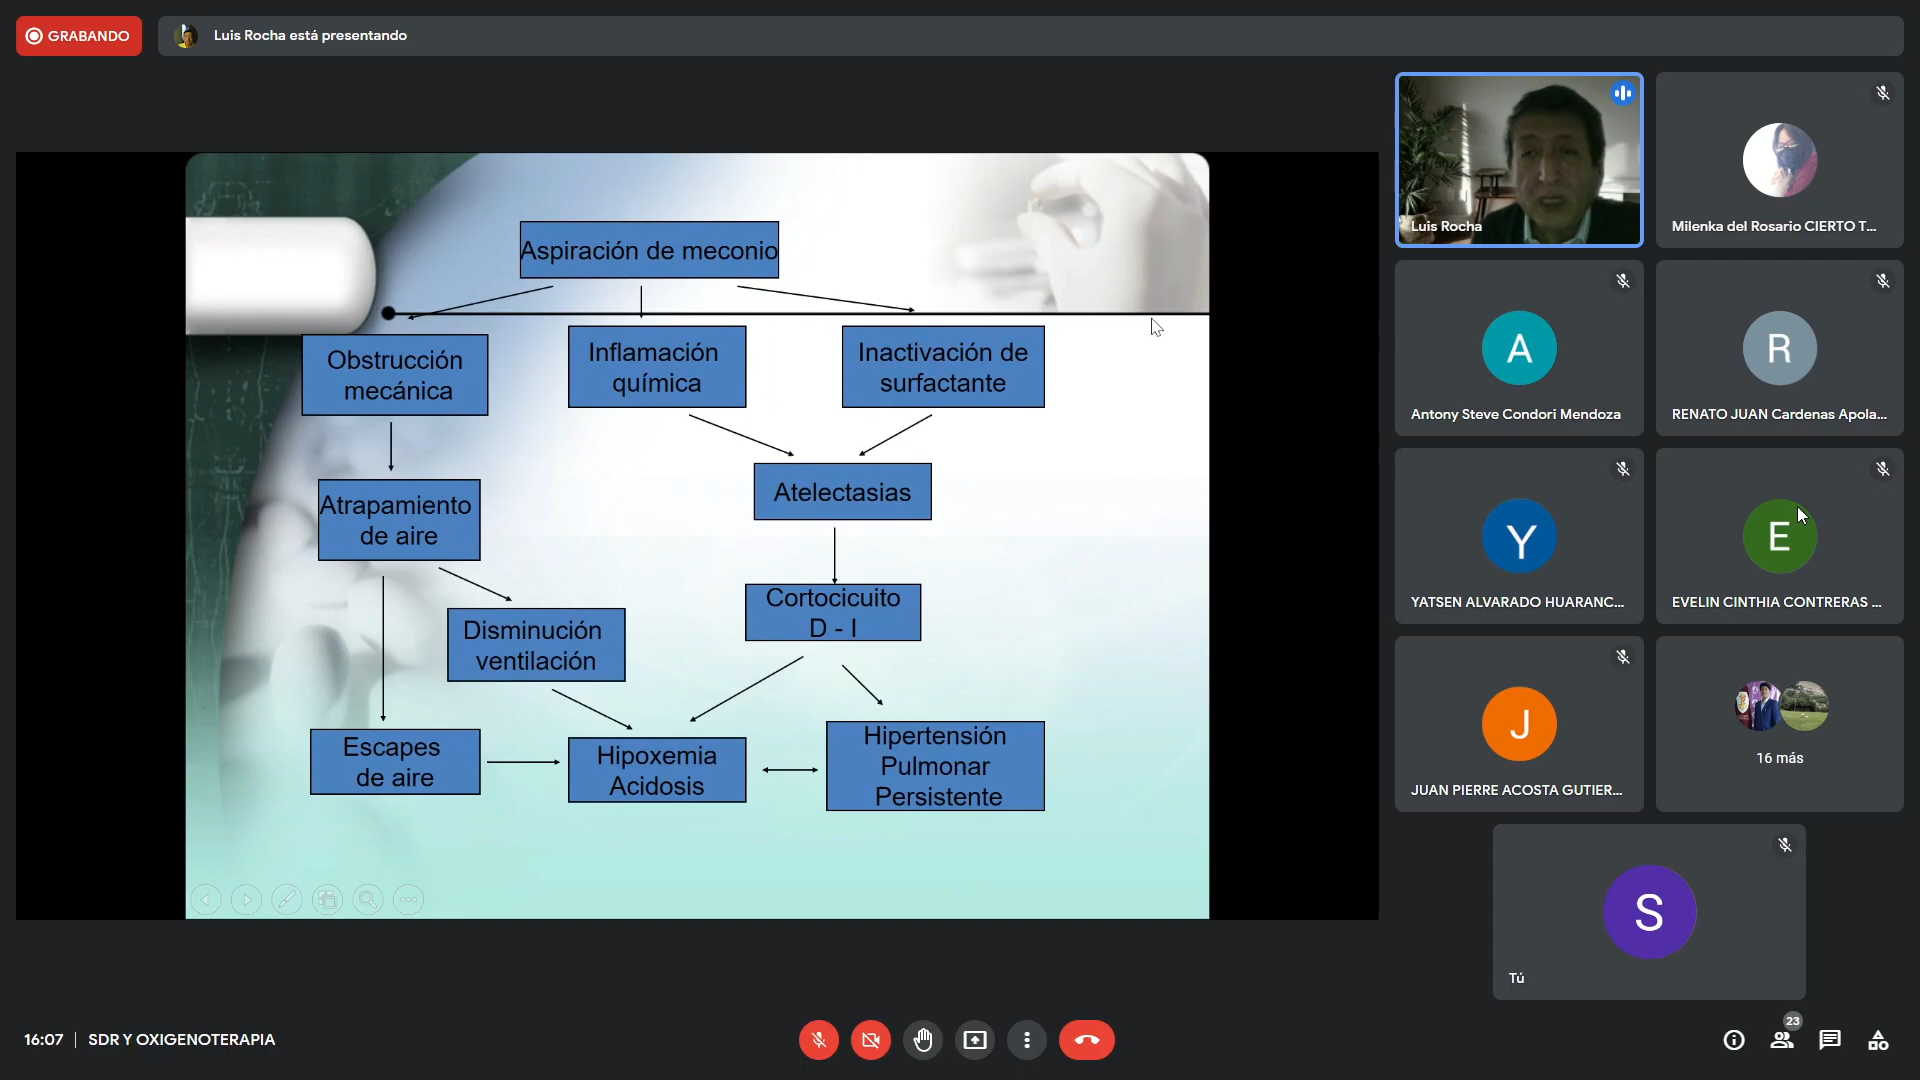 GRABANDO
Luis Rocha está presentando
Aspiración de meconio
Obstrucción
mecánica
Inflamación
química
Inactivación de
surfactante
Atrapamiento
de aire
Atelectasias
Disminución
ventilación
Cortocicuito
D - I
Escapes
de aire
Hipoxemia
Acidosis
Hipertensión
Pulmonar
Persistente
Luis Rocha
Milenka del Rosario CIERTO T...
A
Antony Steve Condori Mendoza
R
RENATO JUAN Cardenas Apola...
Y
YATSEN ALVARADO HUARANC...
E
EVELIN CINTHIA CONTRERAS ...
J
JUAN PIERRE ACOSTA GUTIER...
16 más
S
Tú
16:07 | SDR Y OXIGENOTERAPIA
23